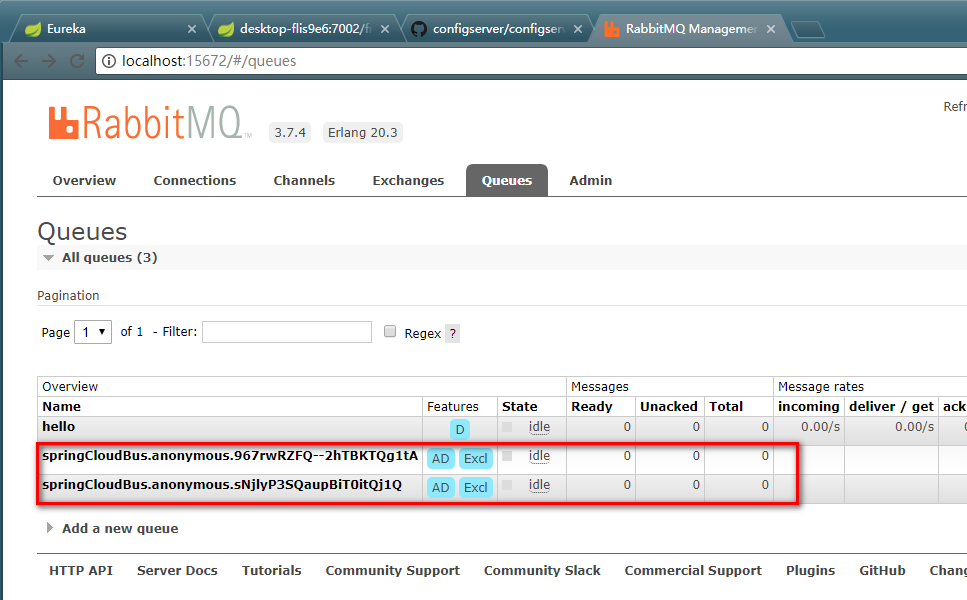 Eureka × desktop-flis9e6:7002/fr × configserver/configser × RabbitMQ Managemer ×
localhost:15672/#/queues
Refr
RabbitMQ TM 3.7.4 Erlang 20.3
Overview Connections Channels Exchanges Queues Admin
Queues
All queues (3)
Pagination
Page 1 of 1 - Filter: Regex ?
Overview Messages Message rates
Name Features State Ready Unacked Total incoming deliver / get ack
hello D idle 0 0 0 0.00/s 0.00/s
springCloudBus.anonymous.967rwRZFQ--2hTBKTQg1tA AD Excl idle 0 0 0
springCloudBus.anonymous.sNjlyP3SQaupBiT0itQj1Q AD Excl idle 0 0 0
Add a new queue
HTTP API Server Docs Tutorials Community Support Community Slack Commercial Support Plugins GitHub Chang